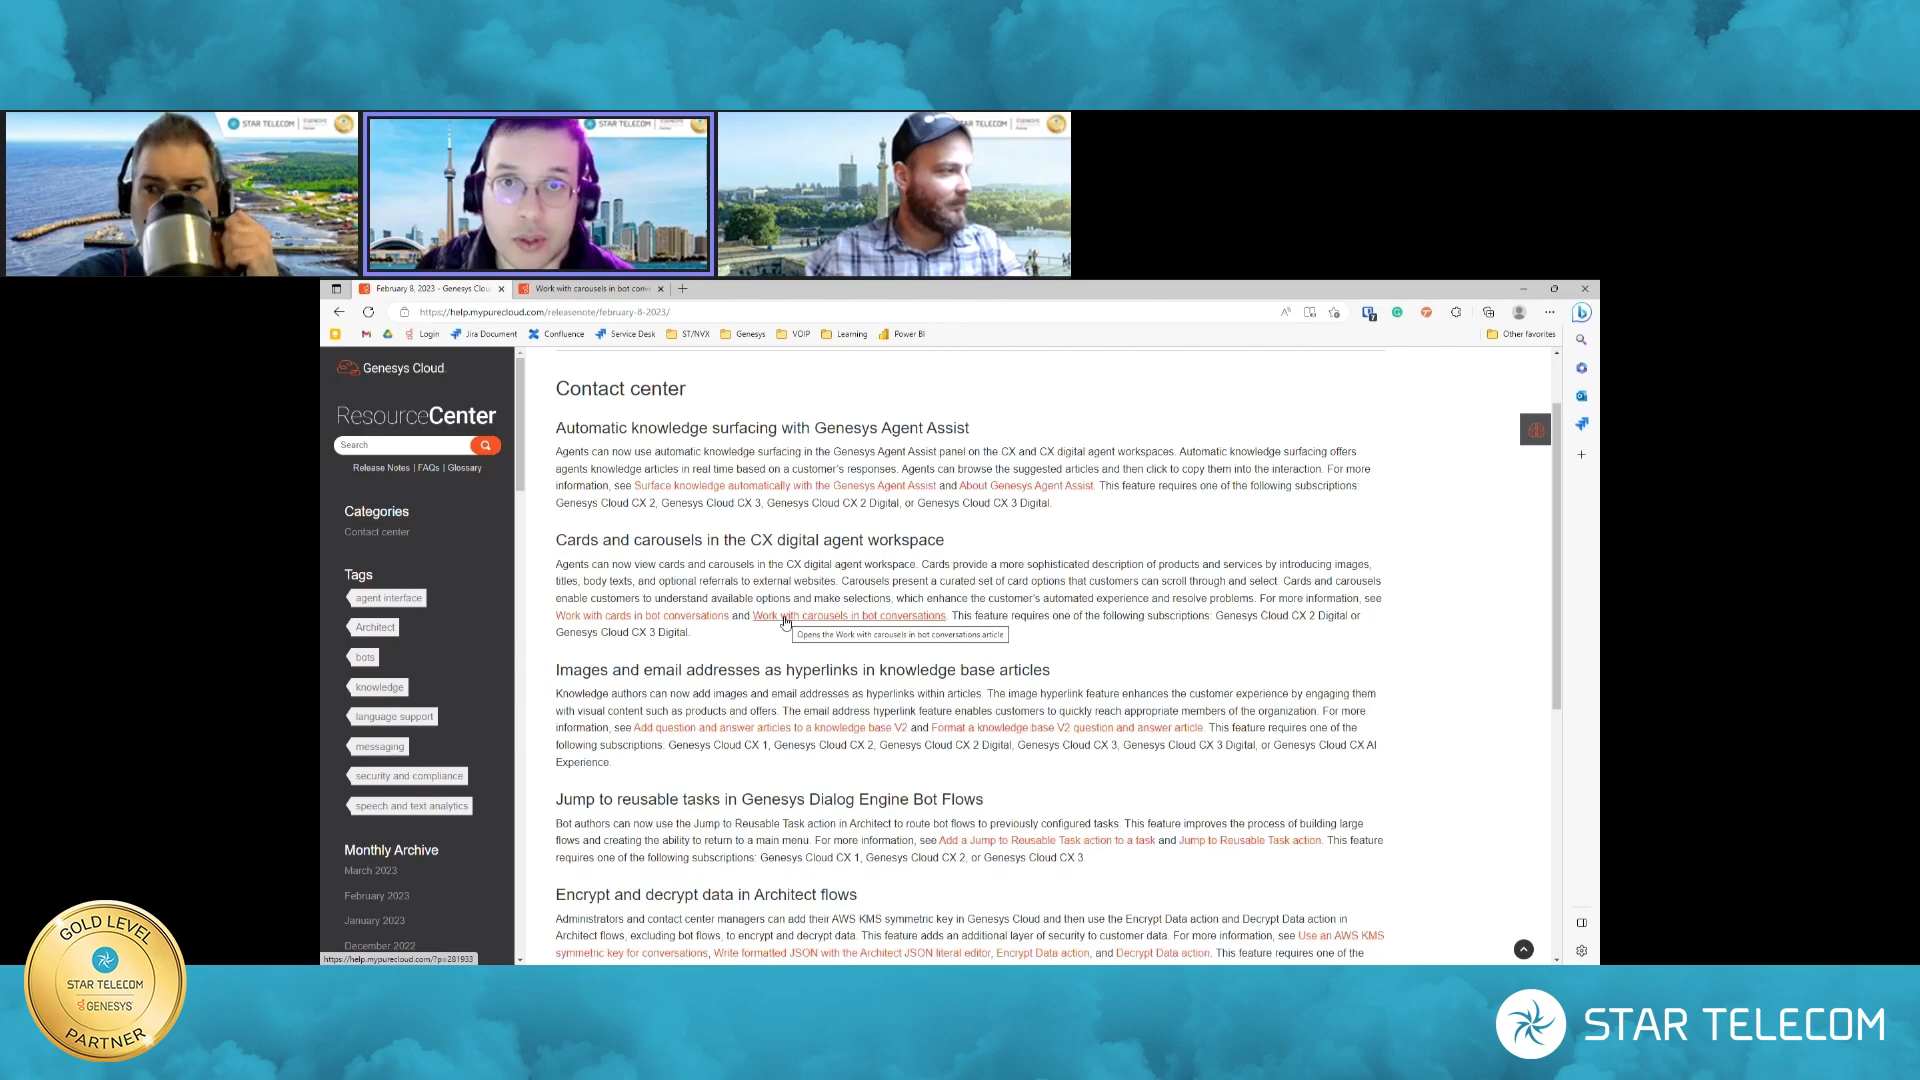 STAR TELECOM
STAR TELECOM
February 8, 2023 - Genesys Clou
Work with carousels in bot conve
https://help.mypurecloud.com/releasenote/february-8-2023/
Login
Jira Document
Confluence
Service Desk
ST/NVX
Genesys
VOIP
Learning
Power BI
Other favorites
Genesys Cloud
ResourceCenter
Search
Release Notes | FAQs | Glossary
Categories
Contact center
Tags
agent interface
Architect
bots
knowledge
language support
messaging
security and compliance
speech and text analytics
Monthly Archive
March 2023
February 2023
January 2023
December 2022
https://help.mypurecloud.com/?p=281933
Contact center
Automatic knowledge surfacing with Genesys Agent Assist
Agents can now use automatic knowledge surfacing in the Genesys Agent Assist panel on the CX and CX digital agent workspaces. Automatic knowledge surfacing offers
agents knowledge articles in real time based on a customer's responses. Agents can browse the suggested articles and then click to copy them into the interaction. For more
information, see Surface knowledge automatically with the Genesys Agent Assist and About Genesys Agent Assist. This feature requires one of the following subscriptions:
Genesys Cloud CX 2, Genesys Cloud CX 3, Genesys Cloud CX 2 Digital, or Genesys Cloud CX 3 Digital.
Cards and carousels in the CX digital agent workspace
Agents can now view cards and carousels in the CX digital agent workspace. Cards provide a more sophisticated description of products and services by introducing images,
titles, body texts, and optional referrals to external websites. Carousels present a curated set of card options that customers can scroll through and select. Cards and carousels
enable customers to understand available options and make selections, which enhance the customer's automated experience and resolve problems. For more information, see
Work with cards in bot conversations and Work with carousels in bot conversations. This feature requires one of the following subscriptions: Genesys Cloud CX 2 Digital or
Genesys Cloud CX 3 Digital.
Opens the Work with carousels in bot conversations article
Images and email addresses as hyperlinks in knowledge base articles
Knowledge authors can now add images and email addresses as hyperlinks within articles. The image hyperlink feature enhances the customer experience by engaging them
with visual content such as products and offers. The email address hyperlink feature enables customers to quickly reach appropriate members of the organization. For more
information, see Add question and answer articles to a knowledge base V2 and Format a knowledge base V2 question and answer article. This feature requires one of the
following subscriptions: Genesys Cloud CX 1, Genesys Cloud CX 2, Genesys Cloud CX 2 Digital, Genesys Cloud CX 3, Genesys Cloud CX 3 Digital, or Genesys Cloud CX AI
Experience.
Jump to reusable tasks in Genesys Dialog Engine Bot Flows
Bot authors can now use the Jump to Reusable Task action in Architect to route bot flows to previously configured tasks. This feature improves the process of building large
flows and creating the ability to return to a main menu. For more information, see Add a Jump to Reusable Task action to a task and Jump to Reusable Task action. This feature
requires one of the following subscriptions: Genesys Cloud CX 1, Genesys Cloud CX 2, or Genesys Cloud CX 3.
Encrypt and decrypt data in Architect flows
Administrators and contact center managers can add their AWS KMS symmetric key in Genesys Cloud and then use the Encrypt Data action and Decrypt Data action in
Architect flows, excluding bot flows, to encrypt and decrypt data. This feature adds an additional layer of security to customer data. For more information, see Use an AWS KMS
symmetric key for conversations, Write formatted JSON with the Architect JSON literal editor, Encrypt Data action, and Decrypt Data action. This feature requires one of the
GOLD LEVEL
STAR TELECOM
GENESYS
PARTNER
STAR TELECOM